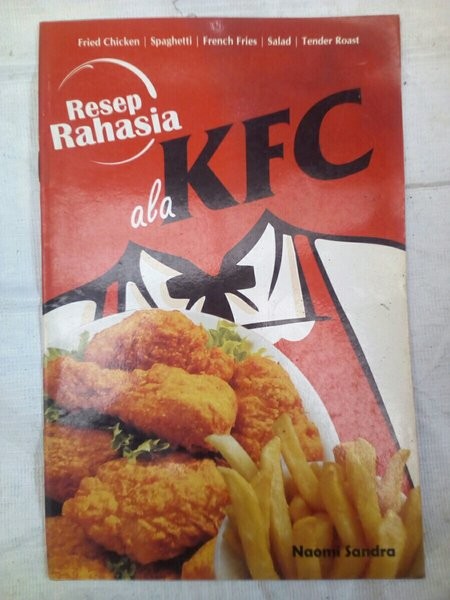 Fried Chicken | Spaghetti | French Fries | Salad | Tender Roast
Resep
Rahasia
ala KFC
Naomi Sandra